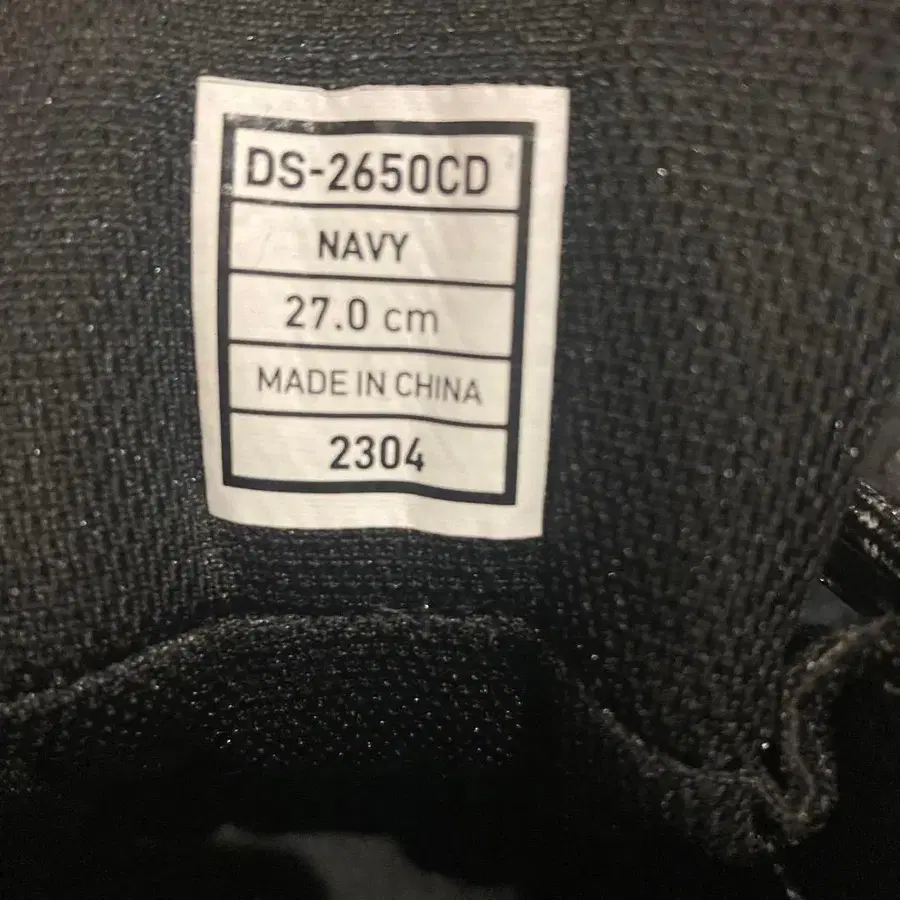 DS-2650CD
NAVY
27.0 cm
MADE IN CHINA
2304